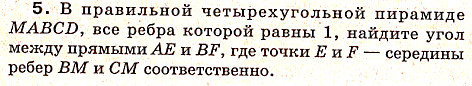 5. В правильной четырехугольной пирамиде
MABCD, все ребра которой равны 1, найдите угол
между прямыми AE и BF, где точки E и F — середины
ребер BM и CM соответственно.